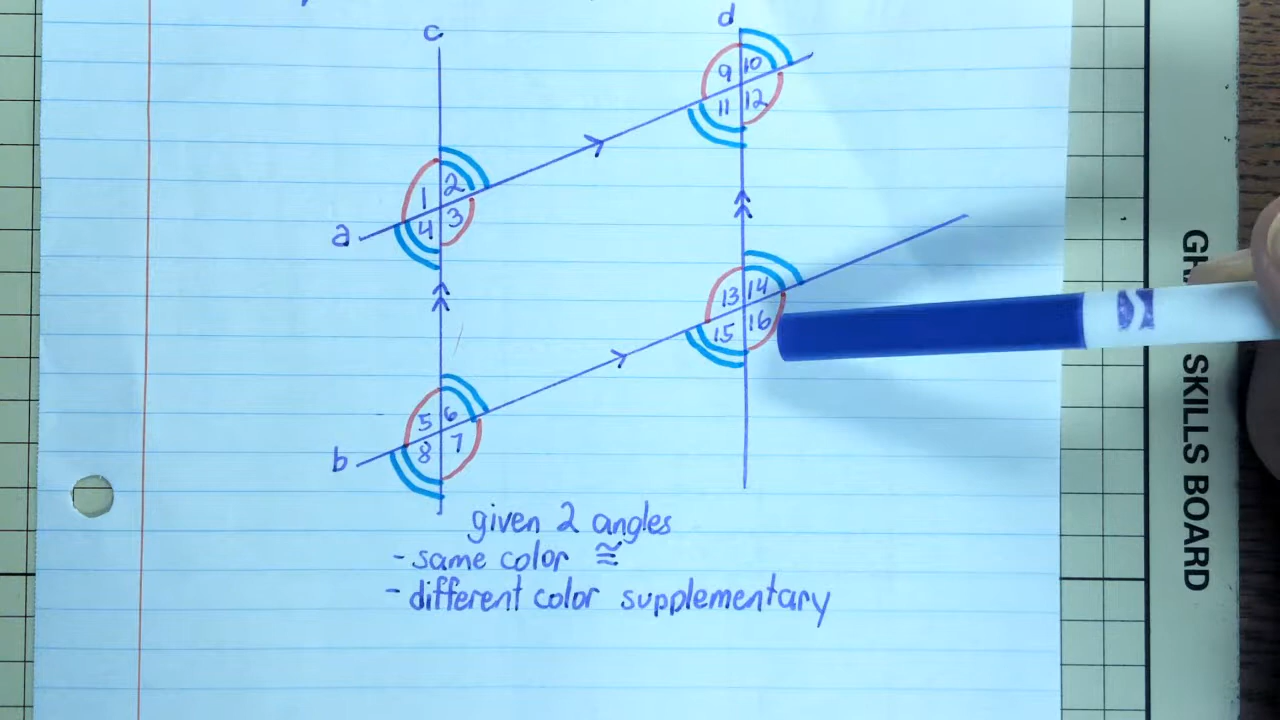 c
d
9 10
11 12
1 2
4 3
a
13 14
15 16
5 6
8 7
b
given 2 angles
- same color ≅
- different color supplementary
SKILLS BOARD